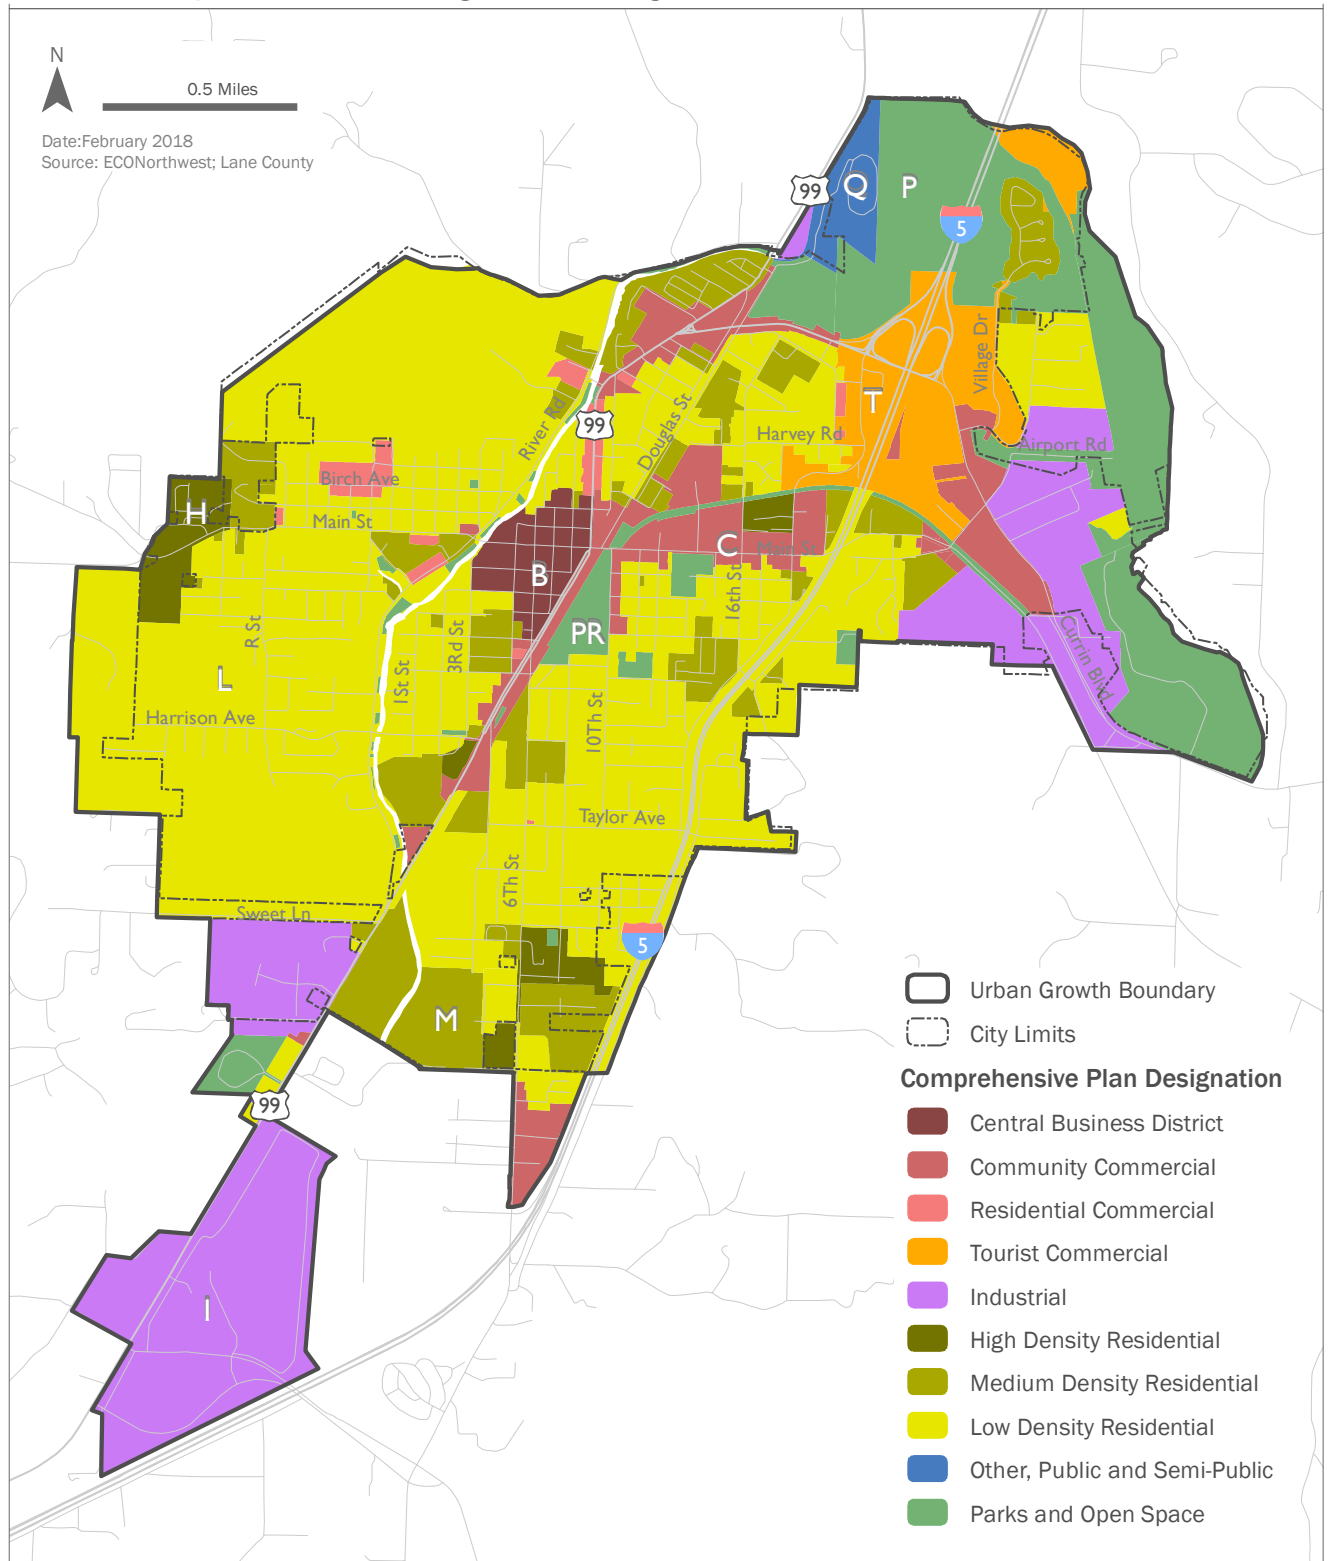 N
0.5 Miles
Date:February 2018
Source: ECONorthwest; Lane County
99
Q
P
5
Village Dr
T
River Rd
99
Douglas St
Harvey Rd
Airport Rd
Birch Ave
H
Main St
C
Main St
B
16th St
PR
R St
3Rd St
1St St
L
Currin Blvd
10Th St
Harrison Ave
Taylor Ave
6Th St
Sweet Ln
5
M
99
I
Urban Growth Boundary
City Limits
Comprehensive Plan Designation
Central Business District
Community Commercial
Residential Commercial
Tourist Commercial
Industrial
High Density Residential
Medium Density Residential
Low Density Residential
Other, Public and Semi-Public
Parks and Open Space